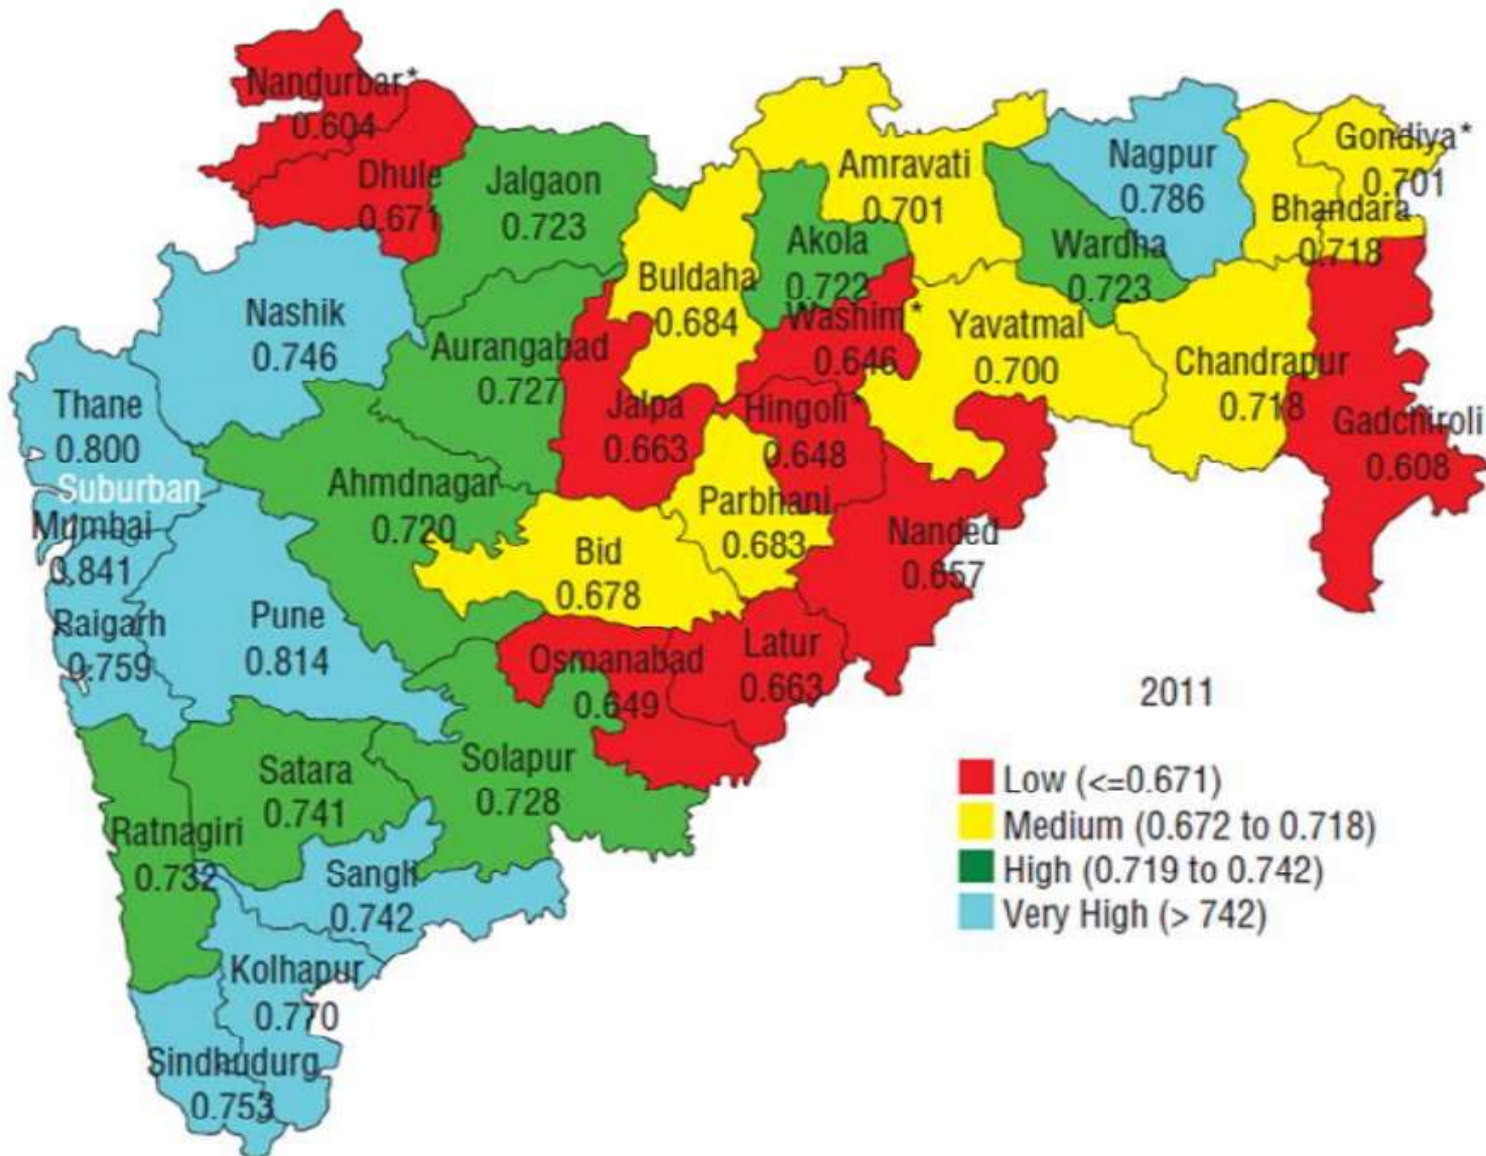 Nandurbar*
0.604
Dhule
0.671
Jalgaon
0.723
Nashik
0.746
Aurangabad
0.727
Buldaha
0.684
Akola
0.722
Amravati
0.701
Washim*
0.646
Wardha
0.723
Nagpur
0.786
Gondiya*
0.701
Bhandara
0.718
Yavatmal
0.700
Chandrapur
0.718
Gadchiroli
0.608
Thane
0.800
Suburban
Mumbai
0.841
Raigarh
0.759
Ahmdnagar
0.720
Jalpa
0.663
Hingoli*
0.648
Parbhani
0.683
Nanded
0.657
Bid
0.678
Pune
0.814
Osmanabad
0.649
Latur
0.663
Satara
0.741
Solapur
0.728
Ratnagiri
0.732
Sangli
0.742
Kolhapur
0.770
Sindhudurg
0.753
2011
Low (<=0.671)
Medium (0.672 to 0.718)
High (0.719 to 0.742)
Very High (> 742)